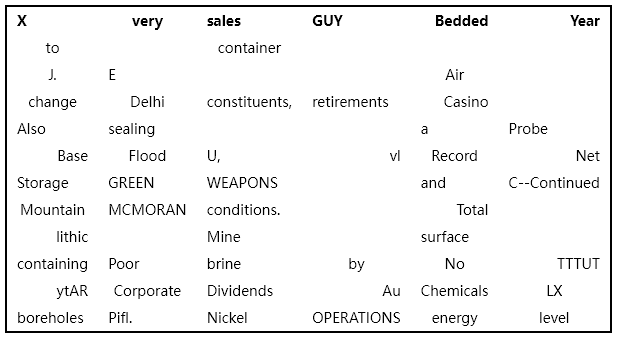 X very sales GUY Bedded Year
to container
J. E Air
change Delhi constituents, retirements Casino
Also sealing a Probe
Base Flood U, vl Record Net
Storage GREEN WEAPONS and C--Continued
Mountain MCMORAN conditions. Total
lithic Mine surface
containing Poor brine by No TTTUT
ytAR Corporate Dividends Au Chemicals LX
boreholes Pifl. Nickel OPERATIONS energy level